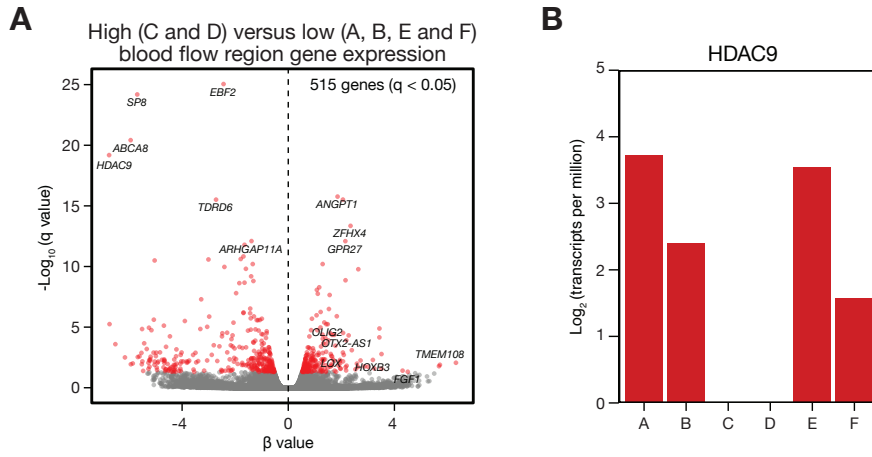 A
High (C and D) versus low (A, B, E and F)
blood flow region gene expression
515 genes (q < 0.05)
EBF2
SP8
ABCA8
HDAC9
TDRD6
ANGPT1
ZFHX4
GPR27
ARHGAP11A
OLIG2
OTX2-AS1
TMEM108
LOX
HOXB3
FGF1
25
20
15
10
5
0
-Log10 (q value)
-4
0
4
β value
B
HDAC9
5
4
3
2
1
0
Log2 (transcripts per million)
A
B
C
D
E
F